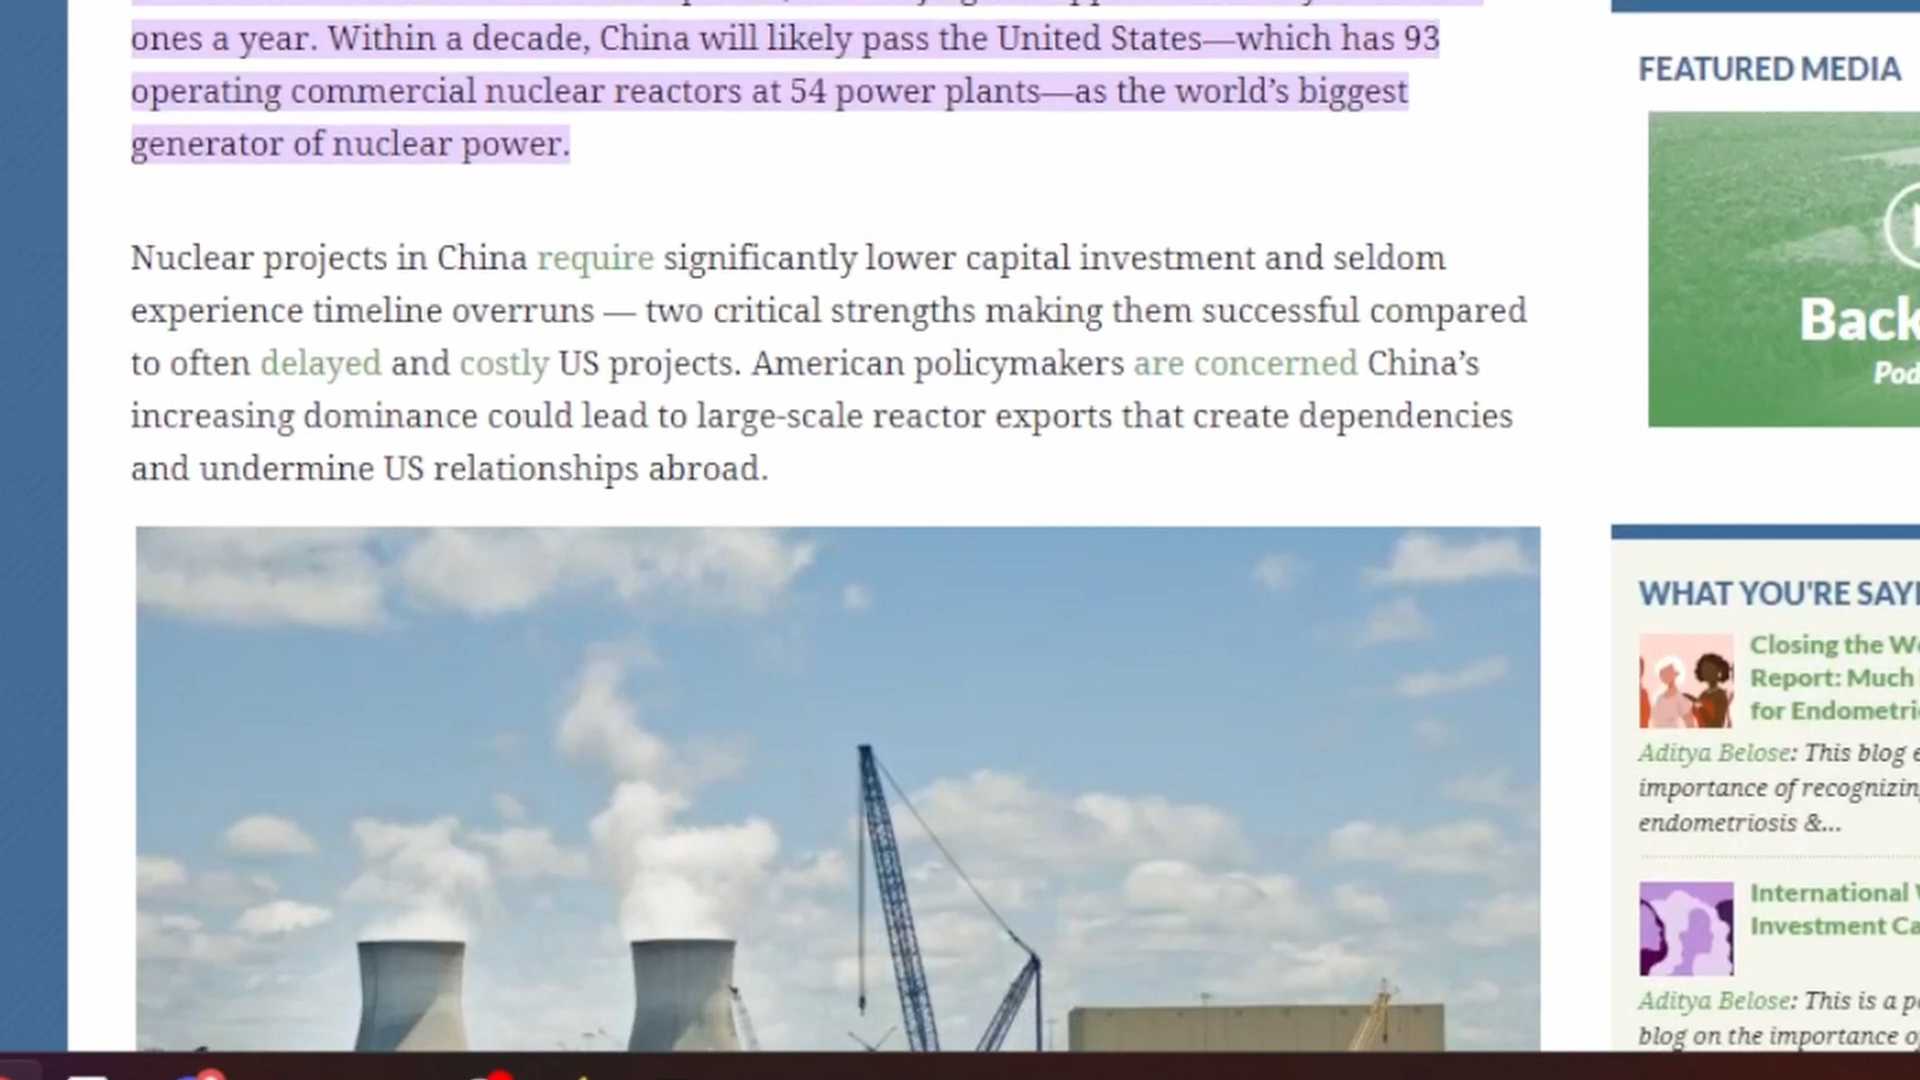 ones a year. Within a decade, China will likely pass the United States—which has 93
operating commercial nuclear reactors at 54 power plants—as the world’s biggest
generator of nuclear power.
Nuclear projects in China require significantly lower capital investment and seldom
experience timeline overruns — two critical strengths making them successful compared
to often delayed and costly US projects. American policymakers are concerned China’s
increasing dominance could lead to large-scale reactor exports that create dependencies
and undermine US relationships abroad.
FEATURED MEDIA
Back
WHAT YOU'RE
Closing the
Report: Much
for
Aditya Belose: This blog
importance of
endometriosis &...
International
Investment
Aditya Belose: This is a
blog on the importance